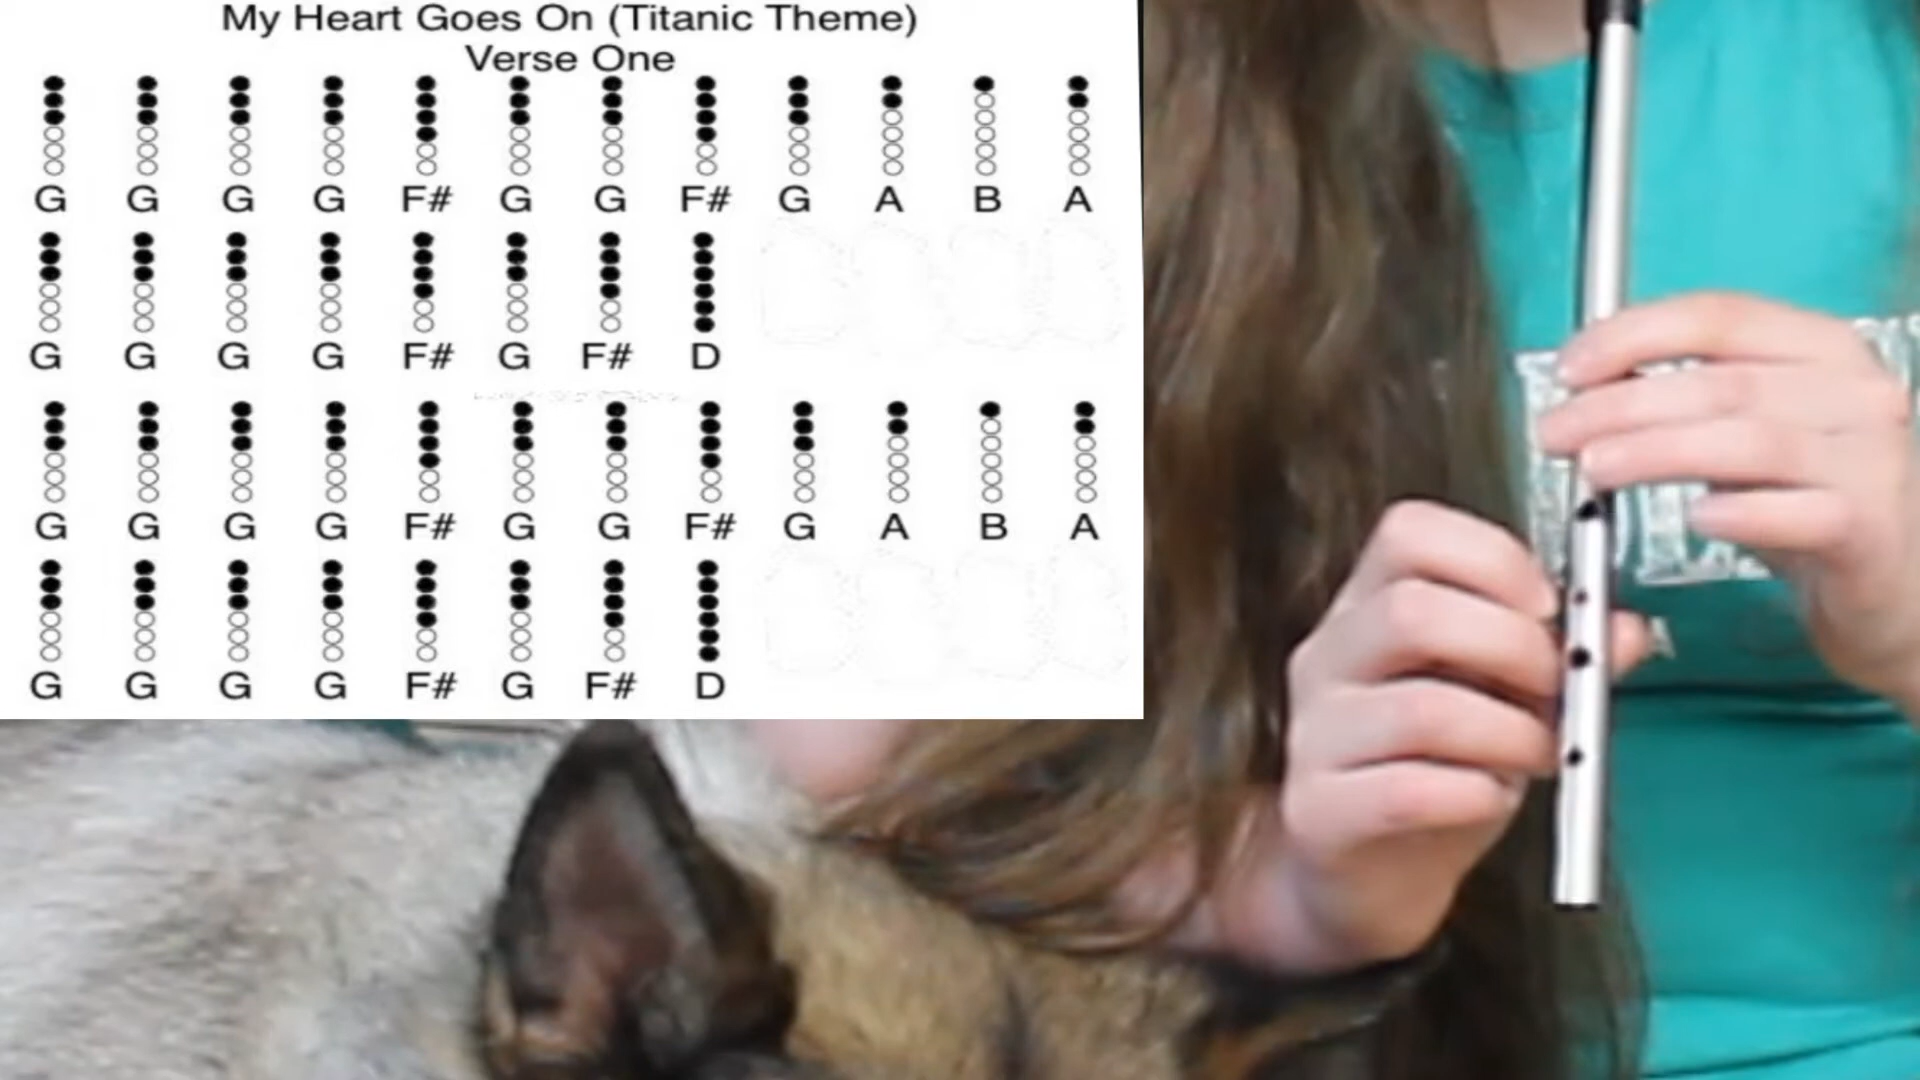 My Heart Goes On (Titanic Theme)
Verse One
G G G G F# G G F# G A B A
G G G G F# G F# D
G G G G F# G G F# G A B A
G G G G F# G F# D